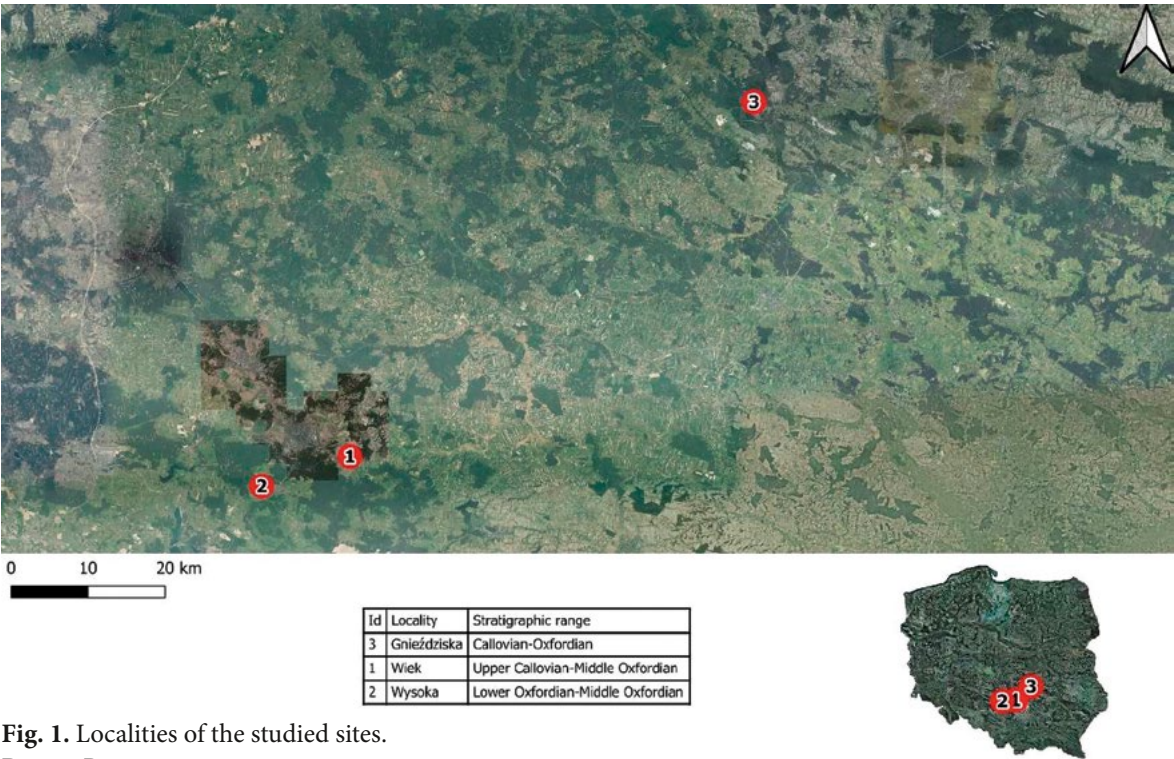 3
1
2
0 10 20 km
Id Locality Stratigraphic range
3 Gnieździska Callovian-Oxfordian
1 Wiek Upper Callovian-Middle Oxfordian
2 Wysoka Lower Oxfordian-Middle Oxfordian
3
2 1
Fig. 1. Localities of the studied sites.